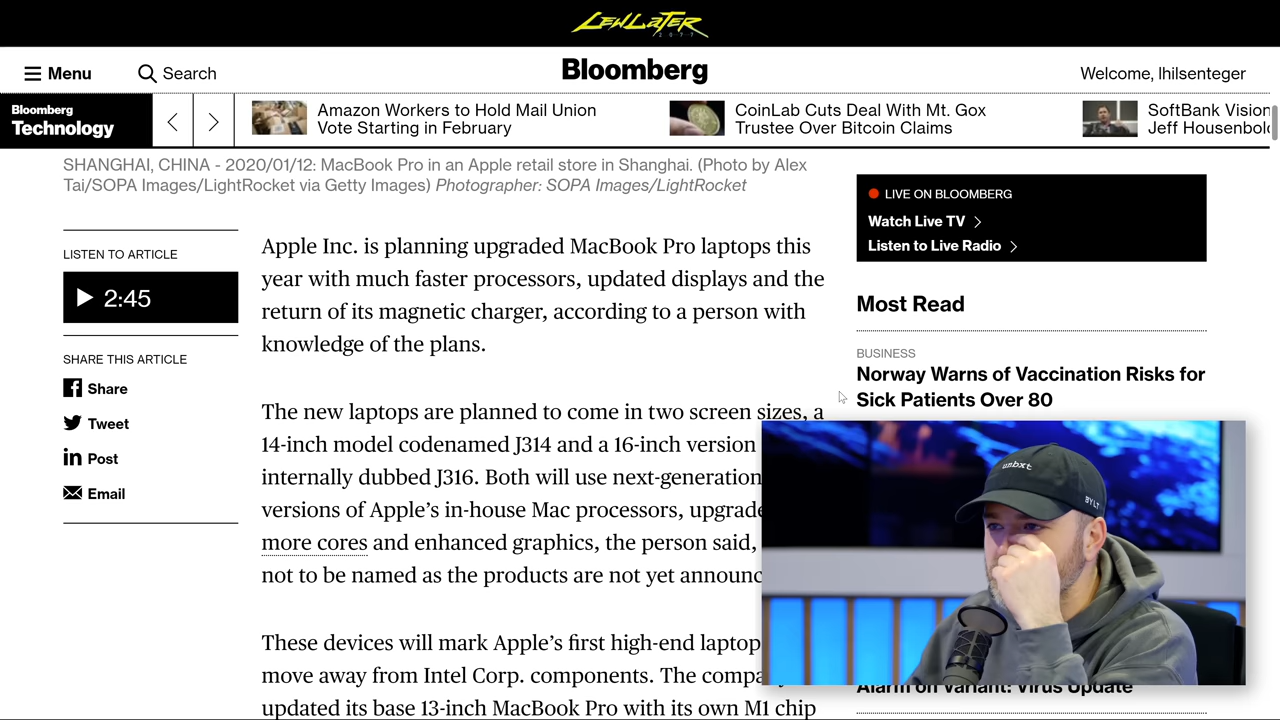 LEWLATER
2077
Menu
Search
Bloomberg
Welcome, lhilsenteger
Bloomberg
Technology
Amazon Workers to Hold Mail Union
Vote Starting in February
CoinLab Cuts Deal With Mt. Gox
Trustee Over Bitcoin Claims
SoftBank Vision
Jeff Housenbol
SHANGHAI, CHINA - 2020/01/12: MacBook Pro in an Apple retail store in Shanghai. (Photo by Alex
Tai/SOPA Images/LightRocket via Getty Images) Photographer: SOPA Images/LightRocket
LISTEN TO ARTICLE
2:45
SHARE THIS ARTICLE
Share
Tweet
Post
Email
Apple Inc. is planning upgraded MacBook Pro laptops this
year with much faster processors, updated displays and the
return of its magnetic charger, according to a person with
knowledge of the plans.
The new laptops are planned to come in two screen sizes, a
14-inch model codenamed J314 and a 16-inch version
internally dubbed J316. Both will use next-generation
versions of Apple's in-house Mac processors, upgrade
more cores and enhanced graphics, the person said,
not to be named as the products are not yet announc
These devices will mark Apple's first high-end laptop
move away from Intel Corp. components. The compa
updated its base 13-inch MacBook Pro with its own M1 chip
LIVE ON BLOOMBERG
Watch Live TV
Listen to Live Radio
Most Read
BUSINESS
Norway Warns of Vaccination Risks for
Sick Patients Over 80
unbxt
BYLT
Alarm on Variant: Virus Update